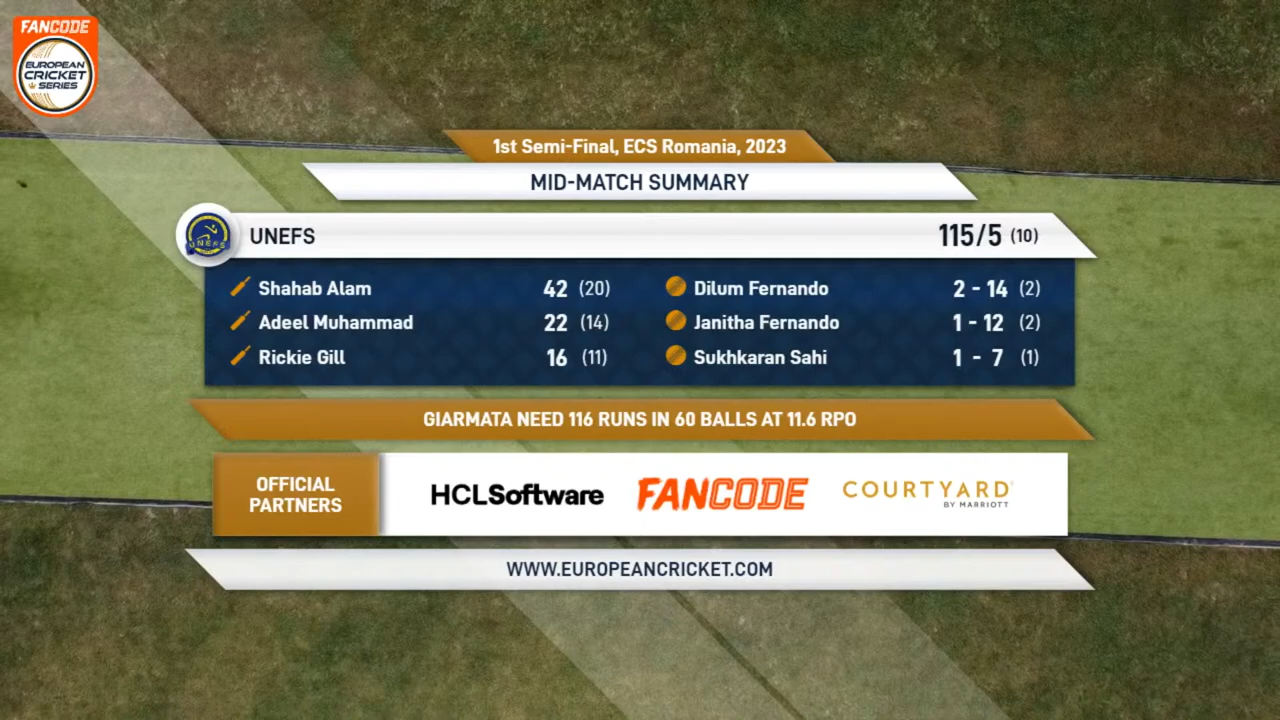 FANCODE
EUROPEAN
CRICKET
SERIES
1st Semi-Final, ECS Romania, 2023
MID-MATCH SUMMARY
UNEFS
UNEFS 115/5 (10)
Shahab Alam 42 (20) Dilum Fernando 2 - 14 (2)
Adeel Muhammad 22 (14) Janitha Fernando 1 - 12 (2)
Rickie Gill 16 (11) Sukhkaran Sahi 1 - 7 (1)
GIARMATA NEED 116 RUNS IN 60 BALLS AT 11.6 RPO
OFFICIAL
PARTNERS
HCLSoftware FANCODE COURTYARD
BY MARRIOTT
WWW.EUROPEANCRICKET.COM